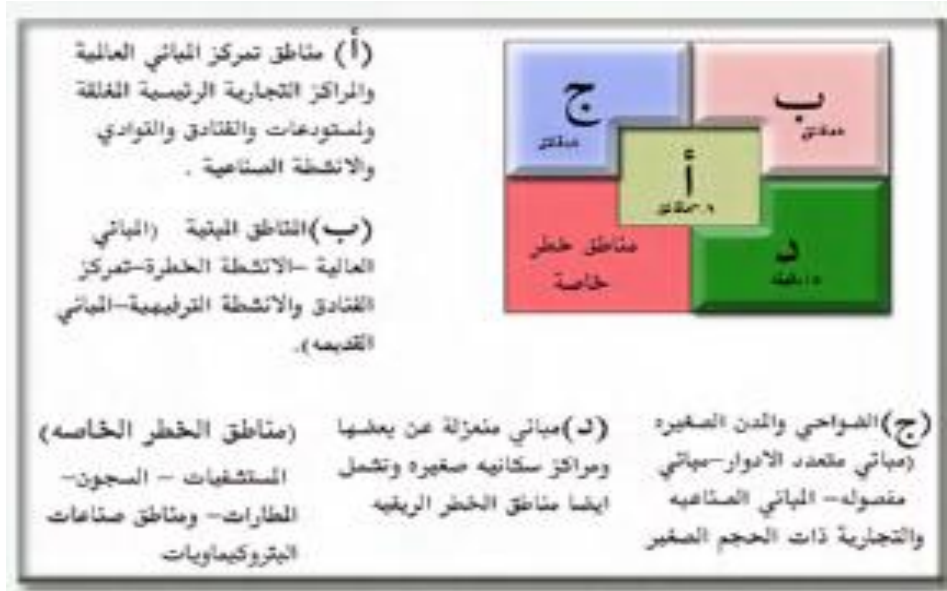 (أ) مناطق تمركز المباني العالية
والمراكز التجارية الرئيسية المغلقة
ولمستودعات والفنادق والنوادي
والانشطة الصناعية .
(ب) المناطق المبنية (المباني
العالية – الانشطة الخطرة – تمركز
الفنادق والانشطة الترفيهية – المباني
القديمه).
ب
ج
أ
د
مناطق خطر
خاصة
(ج) الضواحي والمدن الصغيره
(مباني متعدد الادوار – مباني
مفصوله – المباني الصناعيه
والتجارية ذات الحجم الصغير
(د) مباني منعزلة عن بعضها
ومراكز سكانيه صغيره وتشمل
ايضا مناطق الخطر الريفيه
(مناطق الخطر الخاصه)
المستشفيات – السجون –
المطارات – ومناطق صناعات
البتروكيماويات